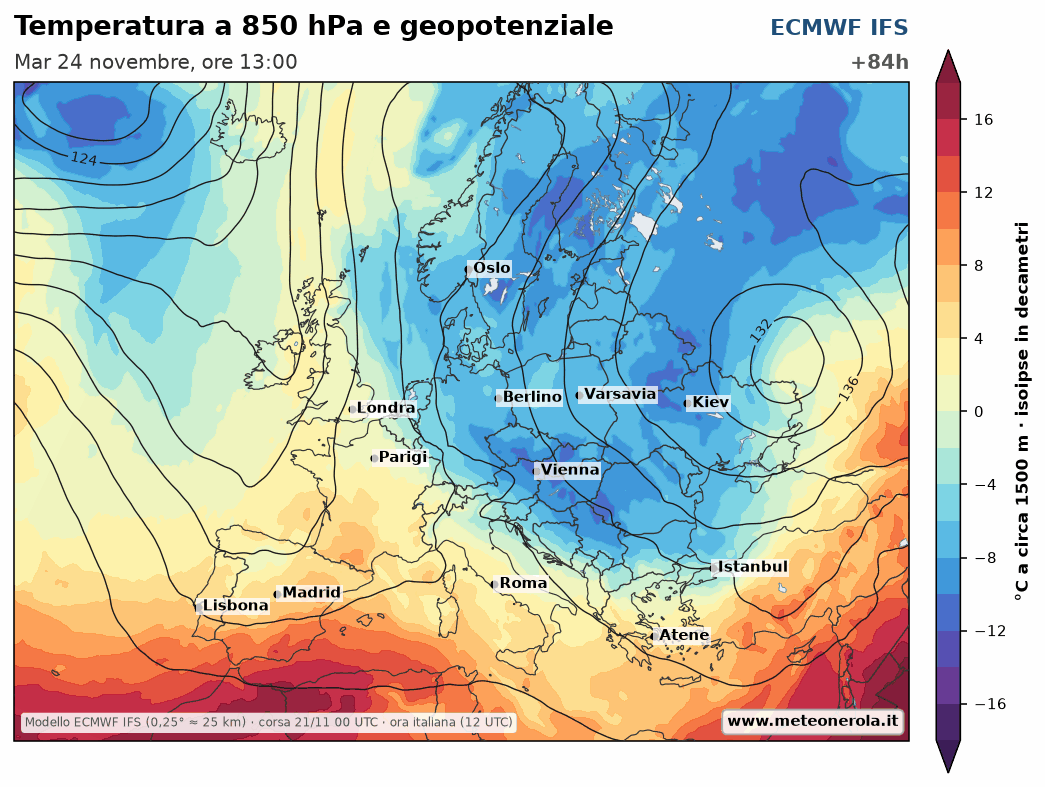 Temperatura a 850 hPa e geopotenziale
ECMWF IFS
Mar 24 novembre, ore 13:00
+84h
124
Oslo
132
136
Londra
Berlino
Varsavia
Kiev
Parigi
Vienna
Istanbul
Roma
Madrid
Lisbona
Atene
Modello ECMWF IFS (0,25° ≈ 25 km) · corsa 21/11 00 UTC · ora italiana (12 UTC)
www.meteonerola.it
16
12
8
4
0
−4
−8
−12
−16
°C a circa 1500 m · Isoipse in decametri